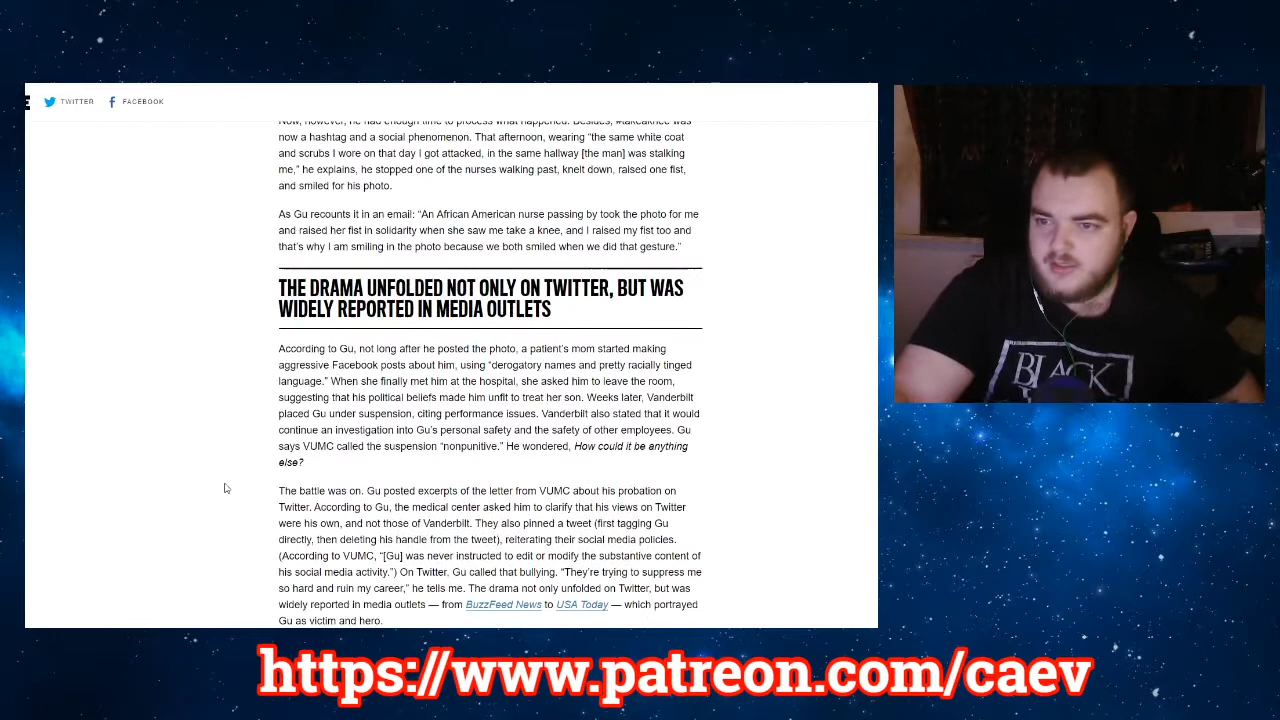 TWITTER FACEBOOK
Now, however, he had enough time to process what happened. Besides, #takeaknee was
now a hashtag and a social phenomenon. That afternoon, wearing “the same white coat
and scrubs I wore on that day I got attacked, in the same hallway [the man] was stalking
me,” he explains, he stopped one of the nurses walking past, knelt down, raised one fist,
and smiled for his photo.
As Gu recounts it in an email: “An African American nurse passing by took the photo for me
and raised her fist in solidarity when she saw me take a knee, and I raised my fist too and
that’s why I am smiling in the photo because we both smiled when we did that gesture.”
THE DRAMA UNFOLDED NOT ONLY ON TWITTER, BUT WAS
WIDELY REPORTED IN MEDIA OUTLETS
According to Gu, not long after he posted the photo, a patient’s mom started making
aggressive Facebook posts about him, using “derogatory names and pretty racially tinged
language.” When she finally met him at the hospital, she asked him to leave the room,
suggesting that his political beliefs made him unfit to treat her son. Weeks later, Vanderbilt
placed Gu under suspension, citing performance issues. Vanderbilt also stated that it would
continue an investigation into Gu’s personal safety and the safety of other employees. Gu
says VUMC called the suspension “nonpunitive.” He wondered, How could it be anything
else?
The battle was on. Gu posted excerpts of the letter from VUMC about his probation on
Twitter. According to Gu, the medical center asked him to clarify that his views on Twitter
were his own, and not those of Vanderbilt. They also pinned a tweet (first tagging Gu
directly, then deleting his handle from the tweet), reiterating their social media policies.
(According to VUMC, “[Gu] was never instructed to edit or modify the substantive content of
his social media activity.”) On Twitter, Gu called that bullying. “They’re trying to suppress me
so hard and ruin my career,” he tells me. The drama not only unfolded on Twitter, but was
widely reported in media outlets — from BuzzFeed News to USA Today — which portrayed
Gu as victim and hero.
BLACK
https://www.patreon.com/caev